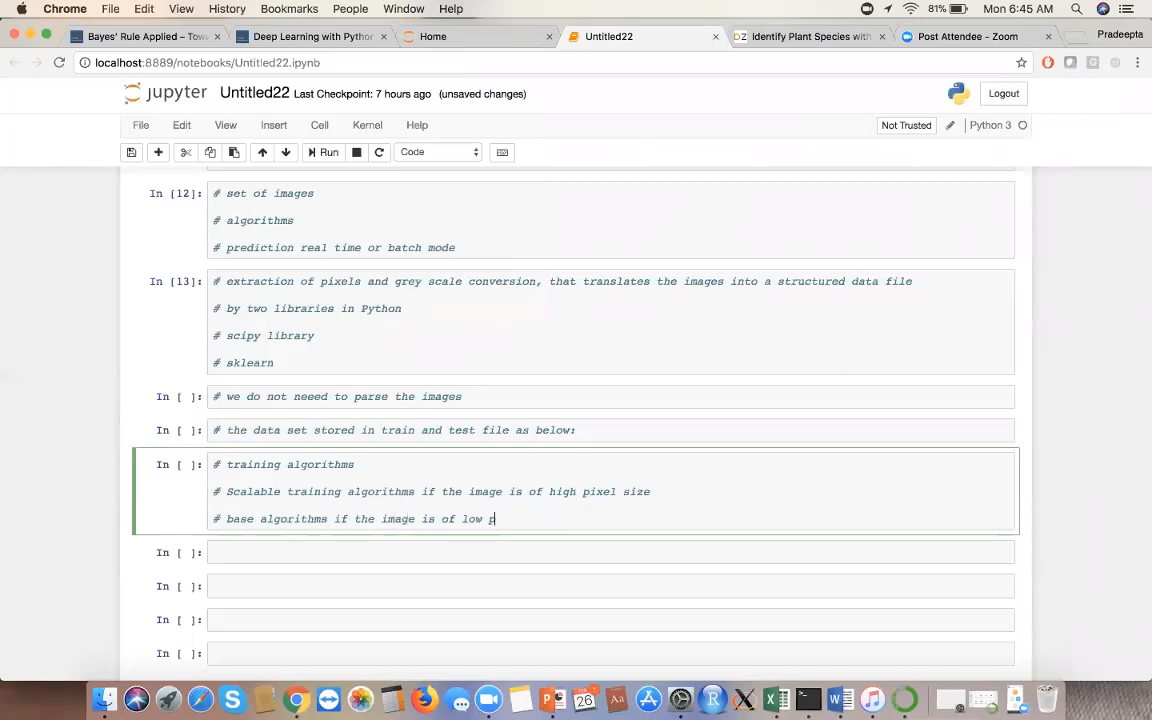 Chrome File Edit View History Bookmarks People Window Help 81% Mon 6:45 AM
Bayes' Rule Applied – Tow Deep Learning with Python Home Untitled22 Identify Plant Species with Post Attendee - Zoom Pradeepta
localhost:8889/notebooks/Untitled22.ipynb
jupyter Untitled22 Last Checkpoint: 7 hours ago (unsaved changes) Logout
File Edit View Insert Cell Kernel Help Not Trusted Python 3
Run Code
In [12]: # set of images
# algorithms
# prediction real time or batch mode
In [13]: # extraction of pixels and grey scale conversion, that translates the images into a structured data file
# by two libraries in Python
# scipy library
# sklearn
In [ ]: # we do not neeed to parse the images
In [ ]: # the data set stored in train and test file as below:
In [ ]: # training algorithms
# Scalable training algorithms if the image is of high pixel size
# base algorithms if the image is of low p
In [ ]:
In [ ]:
In [ ]:
In [ ]: